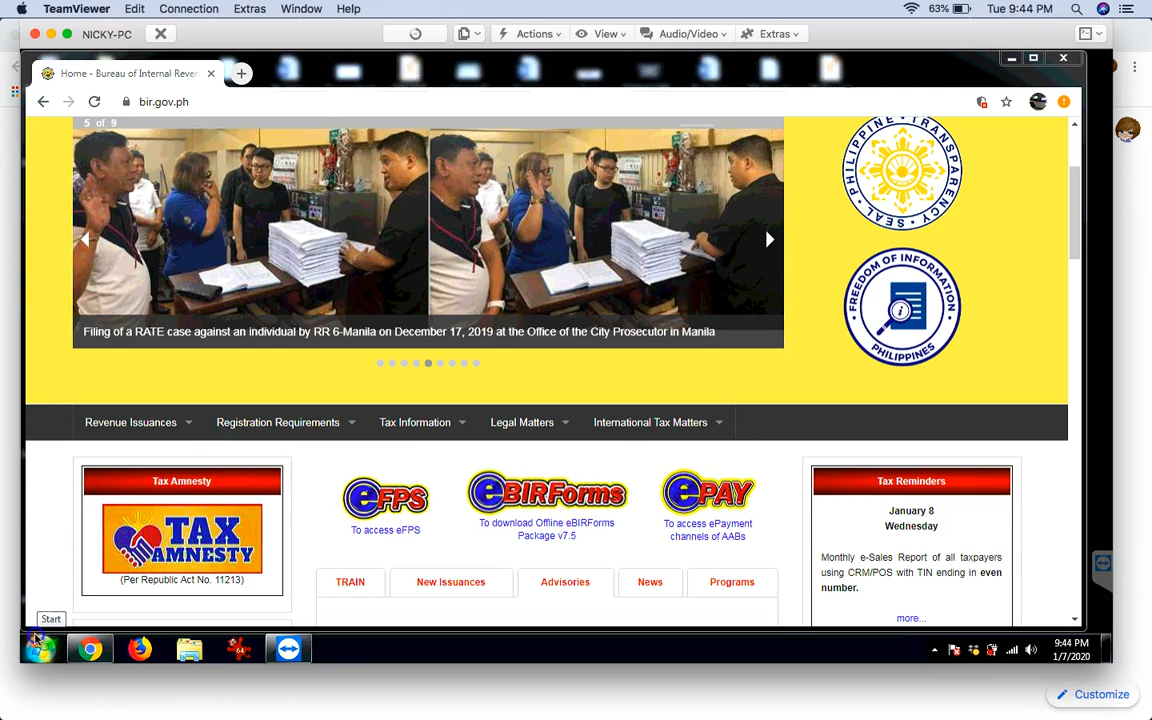 TeamViewer Edit Connection Extras Window Help 63% Tue 9:44 PM
NICKY-PC Actions View Audio/Video Extras
Home - Bureau of Internal Rever
bir.gov.ph
5 of 9
Filing of a RATE case against an individual by RR 6-Manila on December 17, 2019 at the Office of the City Prosecutor in Manila
PHILIPPINE TRANSPARENCY SEAL
FREEDOM OF INFORMATION
PHILIPPINES
Revenue Issuances Registration Requirements Tax Information Legal Matters International Tax Matters
Tax Amnesty
TAX
AMNESTY
(Per Republic Act No. 11213)
eFPS
To access eFPS
eBIRForms
To download Offline eBIRForms
Package v7.5
ePAY
To access ePayment
channels of AABs
TRAIN New Issuances Advisories News Programs
Tax Reminders
January 8
Wednesday
Monthly e-Sales Report of all taxpayers
using CRM/POS with TIN ending in even
number.
more...
Start
64
9:44 PM
1/7/2020
Customize